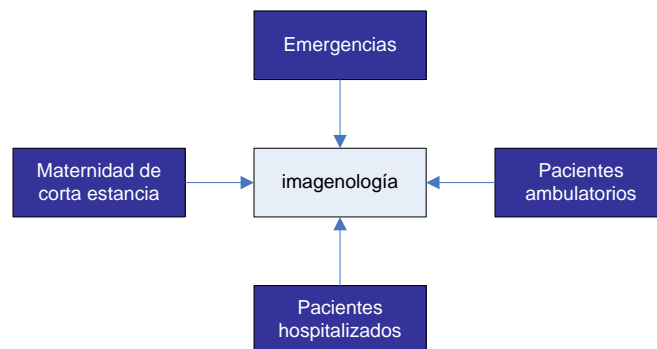 Emergencias
Maternidad de
corta estancia
imagenología
Pacientes
ambulatorios
Pacientes
hospitalizados